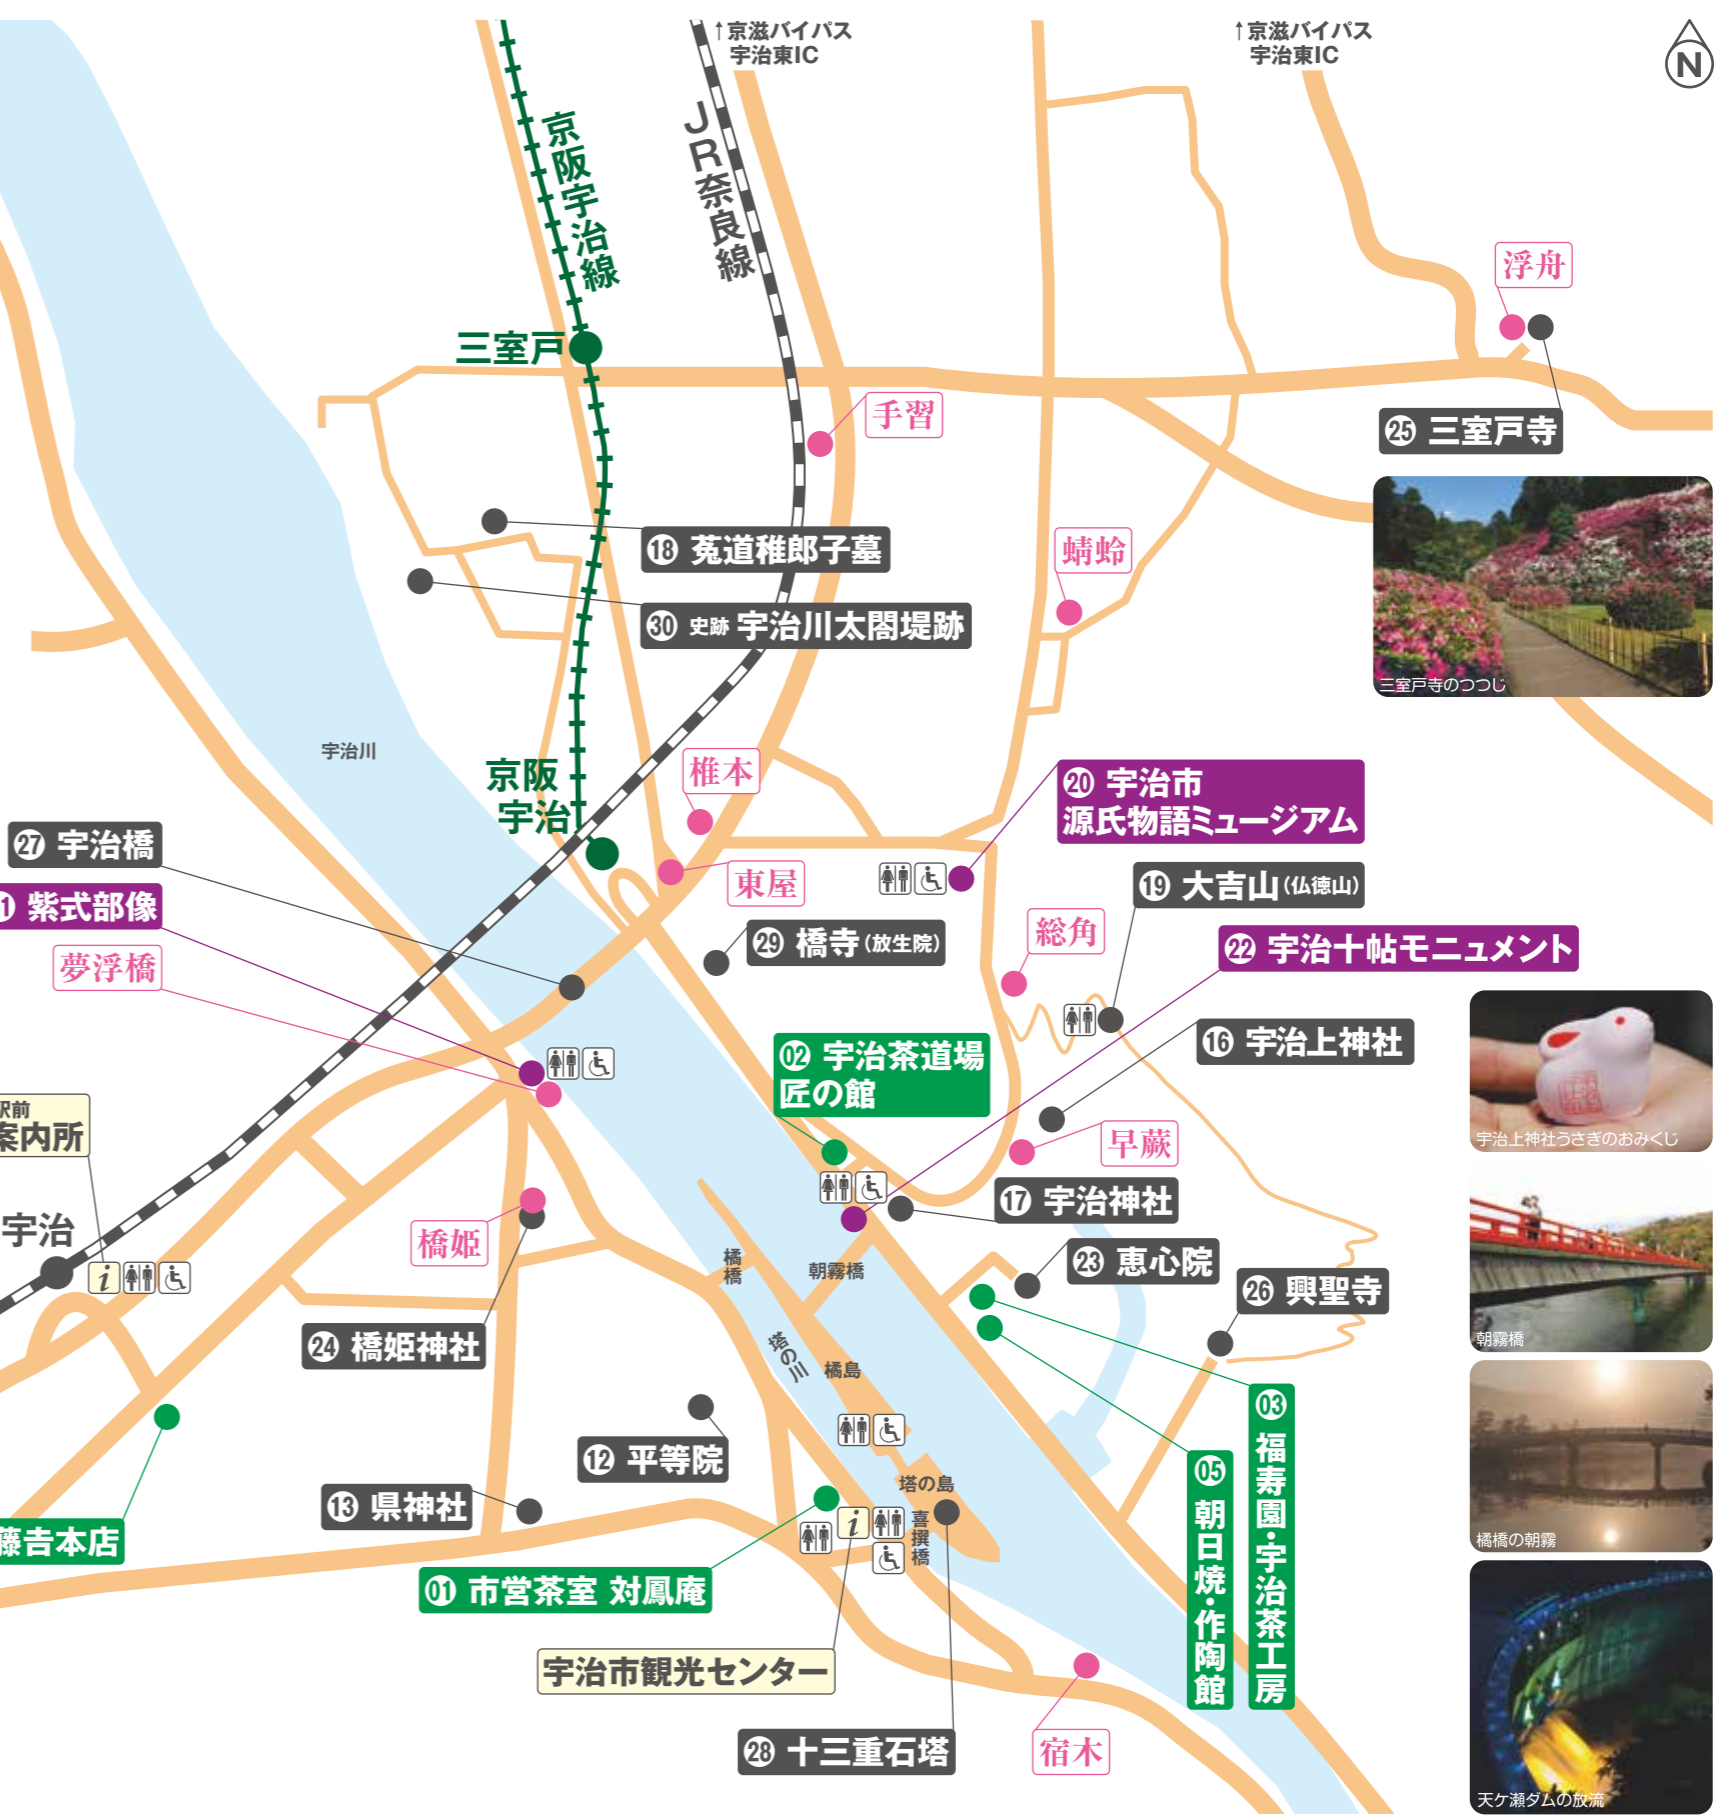 ↑京滋バイパス
宇治東IC
↑京滋バイパス
宇治東IC
N
京阪宇治線
JR奈良線
浮舟
三室戸
手習
㉕ 三室戸寺
⑱ 菟道稚郎子墓
蜻蛉
㉚ 史跡 宇治川太閤堤跡
三室戸寺のつつじ
宇治川
椎本
京阪
宇治
⑳ 宇治市
源氏物語ミュージアム
㉗ 宇治橋
東屋
⑲ 大吉山(仏徳山)
1 紫式部像
総角
㉙ 橋寺(放生院)
㉒ 宇治十帖モニュメント
夢浮橋
02 宇治茶道場
匠の館
⑯ 宇治上神社
駅前
案内所
早蕨
宇治上神社うさぎのおみくじ
⑰ 宇治神社
宇治
橋姫
橘橋
朝霧橋
㉓ 恵心院
i
㉖ 興聖寺
㉔ 橋姫神社
塔の川
橘島
朝霧橋
03 福寿園・宇治茶工房
⑫ 平等院
05 朝日焼・作陶館
塔の島
⑬ 県神社
i
喜撰橋
藤𠮷本店
橘橋の朝霧
01 市営茶室 対鳳庵
宇治市観光センター
㉘ 十三重石塔
宿木
天ケ瀬ダムの放流